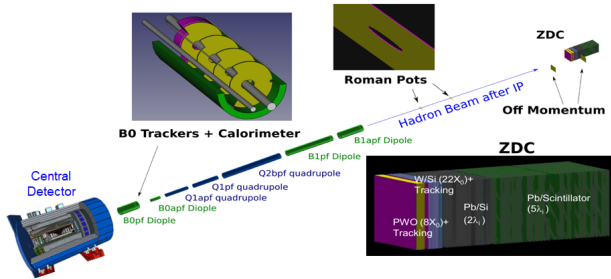 ZDC
Roman Pots
Hadron Beam after IP
Off Momentum
B0 Trackers + Calorimeter
B1apf Dipole
B1pf Dipole
ZDC
Q2bpf quadrupole
Central
Detector
Q1pf quadrupole
Q1apf quadrupole
B0apf Diople
B0pf Dipole
W/Si (22X₀)+
Tracking
Pb/Scintillator
(5λᵢ)
Pb/Si
(2λᵢ)
PWO (8X₀)+
Tracking